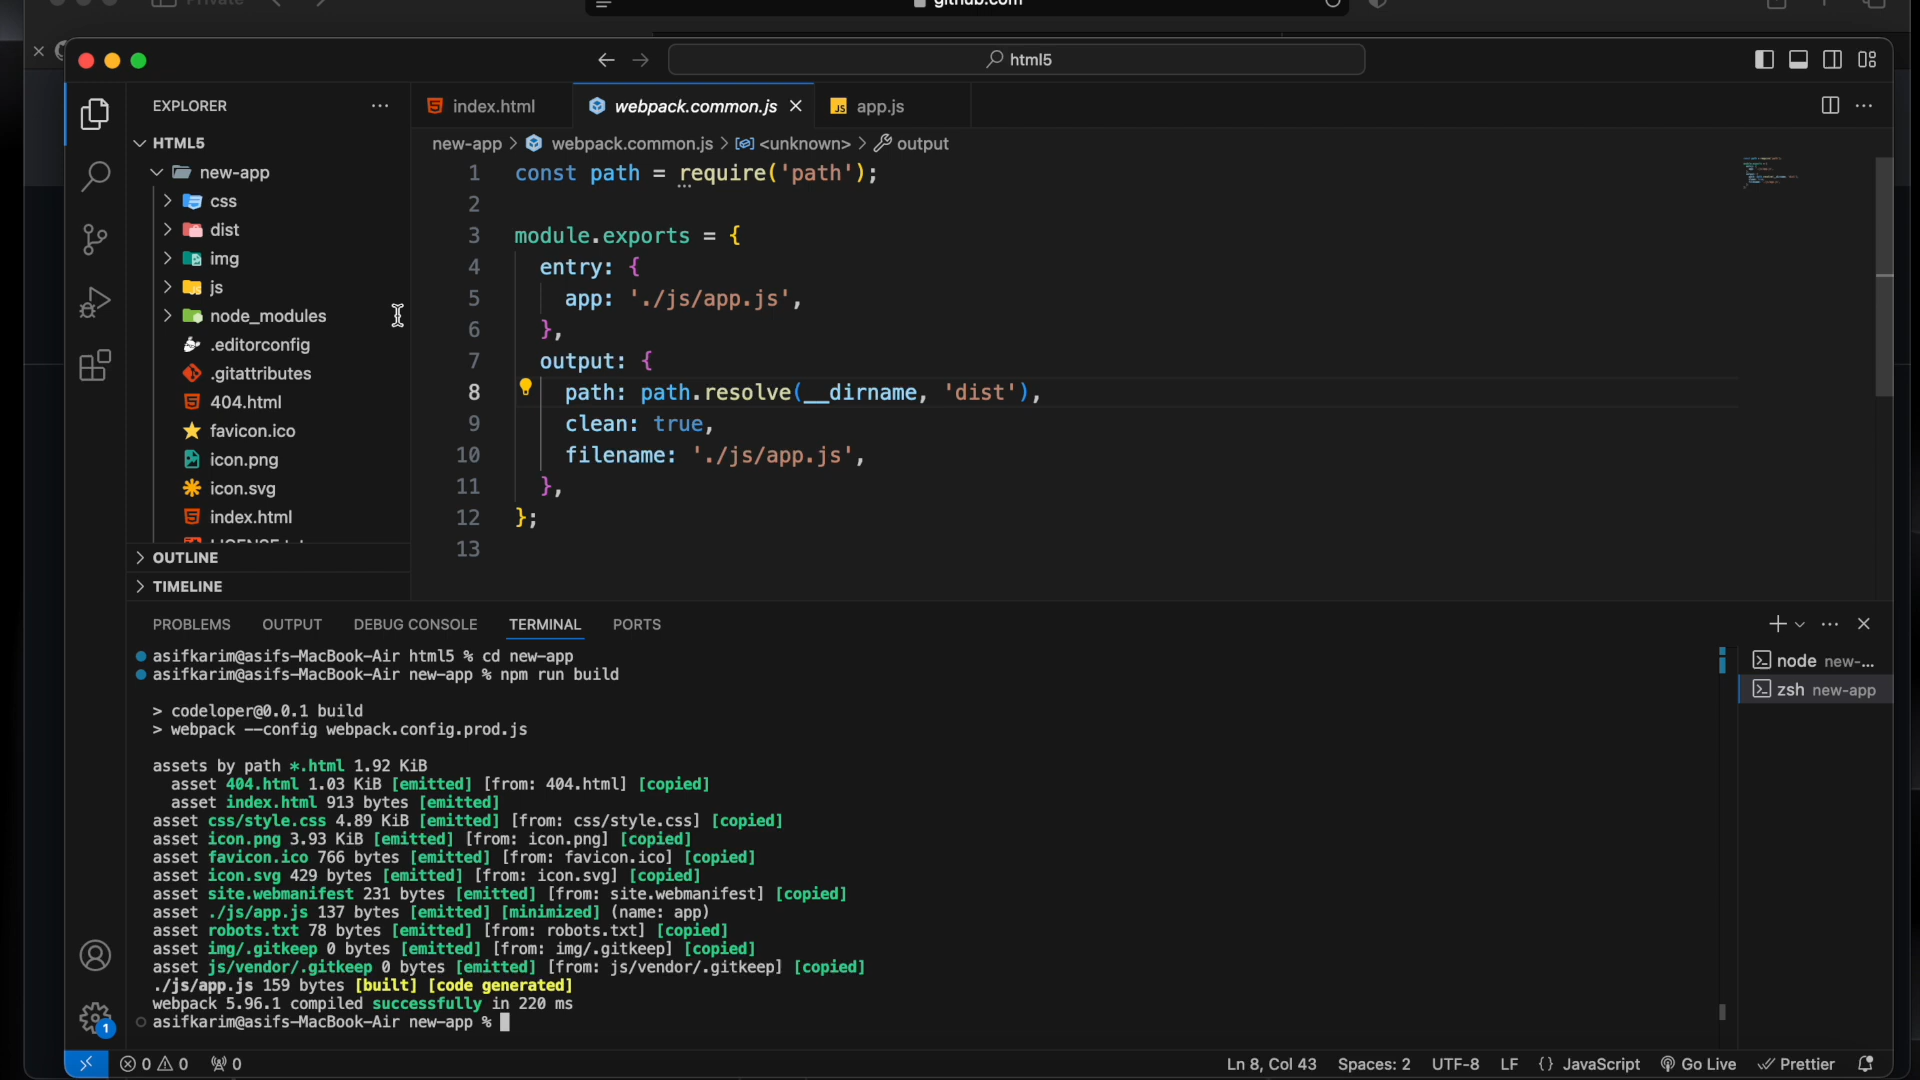 Private
github.com
html5
EXPLORER
index.html
webpack.common.js
app.js
HTML5
new-app > webpack.common.js > <unknown> > output
new-app
css
dist
img
js
node_modules
.editorconfig
.gitattributes
404.html
favicon.ico
icon.png
icon.svg
index.html
OUTLINE
TIMELINE
1 const path = require('path');
2
3 module.exports = {
4 entry: {
5 app: './js/app.js',
6 },
7 output: {
8 path: path.resolve(__dirname, 'dist'),
9 clean: true,
10 filename: './js/app.js',
11 },
12 };
13
PROBLEMS OUTPUT DEBUG CONSOLE TERMINAL PORTS
asifkarim@asifs-MacBook-Air html5 % cd new-app
asifkarim@asifs-MacBook-Air new-app % npm run build
> codeloper@0.0.1 build
> webpack --config webpack.config.prod.js
assets by path *.html 1.92 KiB
asset 404.html 1.03 KiB [emitted] [from: 404.html] [copied]
asset index.html 913 bytes [emitted]
asset css/style.css 4.89 KiB [emitted] [from: css/style.css] [copied]
asset icon.png 3.93 KiB [emitted] [from: icon.png] [copied]
asset favicon.ico 766 bytes [emitted] [from: favicon.ico] [copied]
asset icon.svg 429 bytes [emitted] [from: icon.svg] [copied]
asset site.webmanifest 231 bytes [emitted] [from: site.webmanifest] [copied]
asset ./js/app.js 137 bytes [emitted] [minimized] (name: app)
asset robots.txt 78 bytes [emitted] [from: robots.txt] [copied]
asset img/.gitkeep 0 bytes [emitted] [from: img/.gitkeep] [copied]
asset js/vendor/.gitkeep 0 bytes [emitted] [from: js/vendor/.gitkeep] [copied]
./js/app.js 159 bytes [built] [code generated]
webpack 5.96.1 compiled successfully in 220 ms
asifkarim@asifs-MacBook-Air new-app %
node new-...
zsh new-app
1
0 0 0
Ln 8, Col 43 Spaces: 2 UTF-8 LF {} JavaScript Go Live Prettier